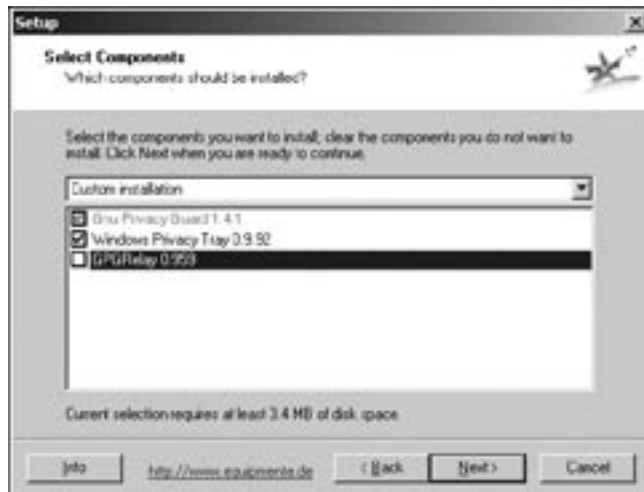 Setup
Select Components
Which components should be installed?
Select the components you want to install; clear the components you do not want to
install. Click Next when you are ready to continue.
Custom installation
Gnu Privacy Guard 1.4.1
Windows Privacy Tray 0.9.92
GPGRelay 0.959
Current selection requires at least 3.4 MB of disk space.
Info
http://www.equipmente.de
< Back
Next >
Cancel